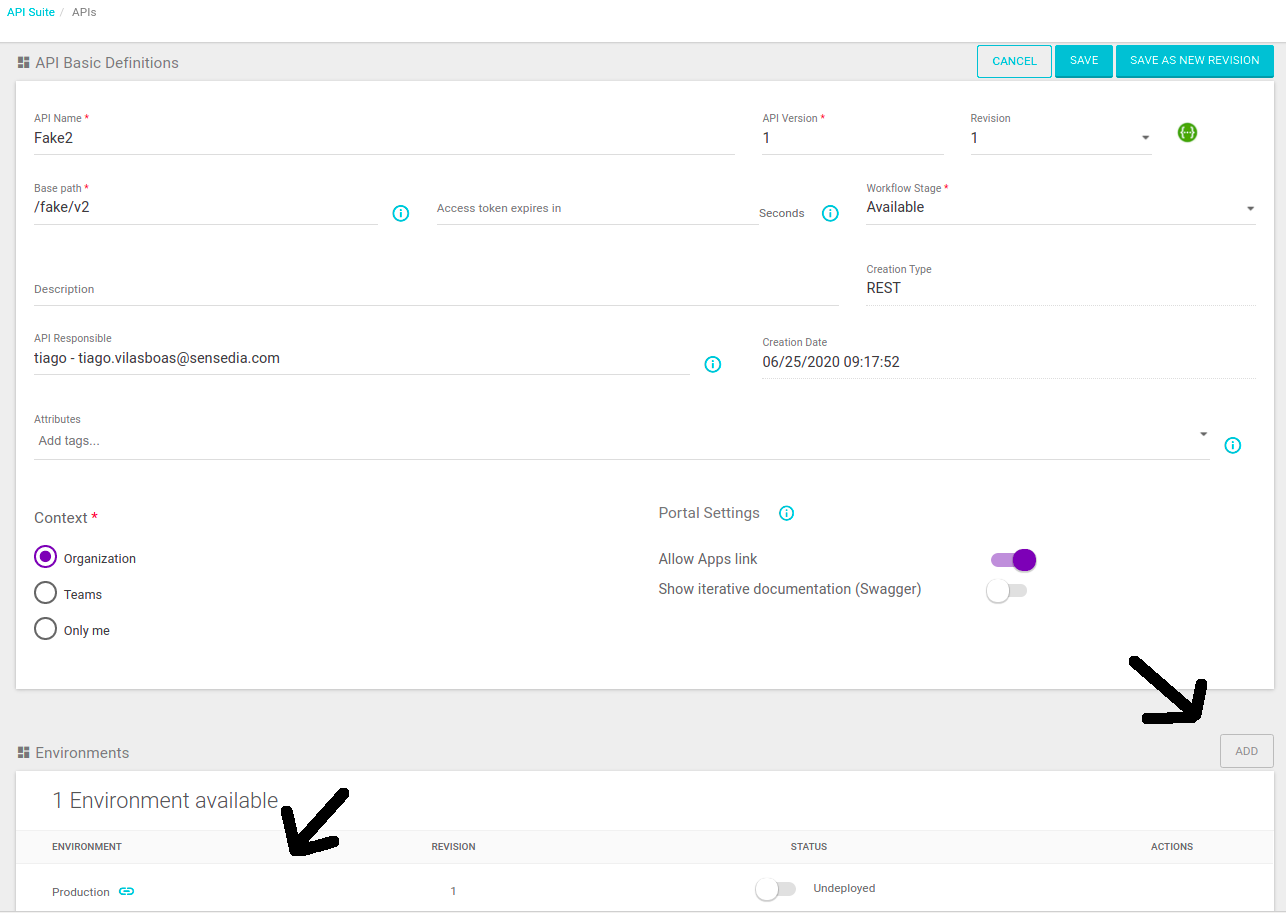 API Suite / APIs
API Basic Definitions
CANCEL SAVE SAVE AS NEW REVISION
API Name * API Version * Revision
Fake2 1 1
Base path * Workflow Stage *
/fake/v2 Access token expires in Seconds Available
Creation Type
Description REST
API Responsible Creation Date
tiago - tiago.vilasboas@sensedia.com 06/25/2020 09:17:52
Attributes
Add tags...
Context * Portal Settings
Organization Allow Apps link
Teams Show iterative documentation (Swagger)
Only me
Environments ADD
1 Environment available
ENVIRONMENT REVISION STATUS ACTIONS
Production 1 Undeployed